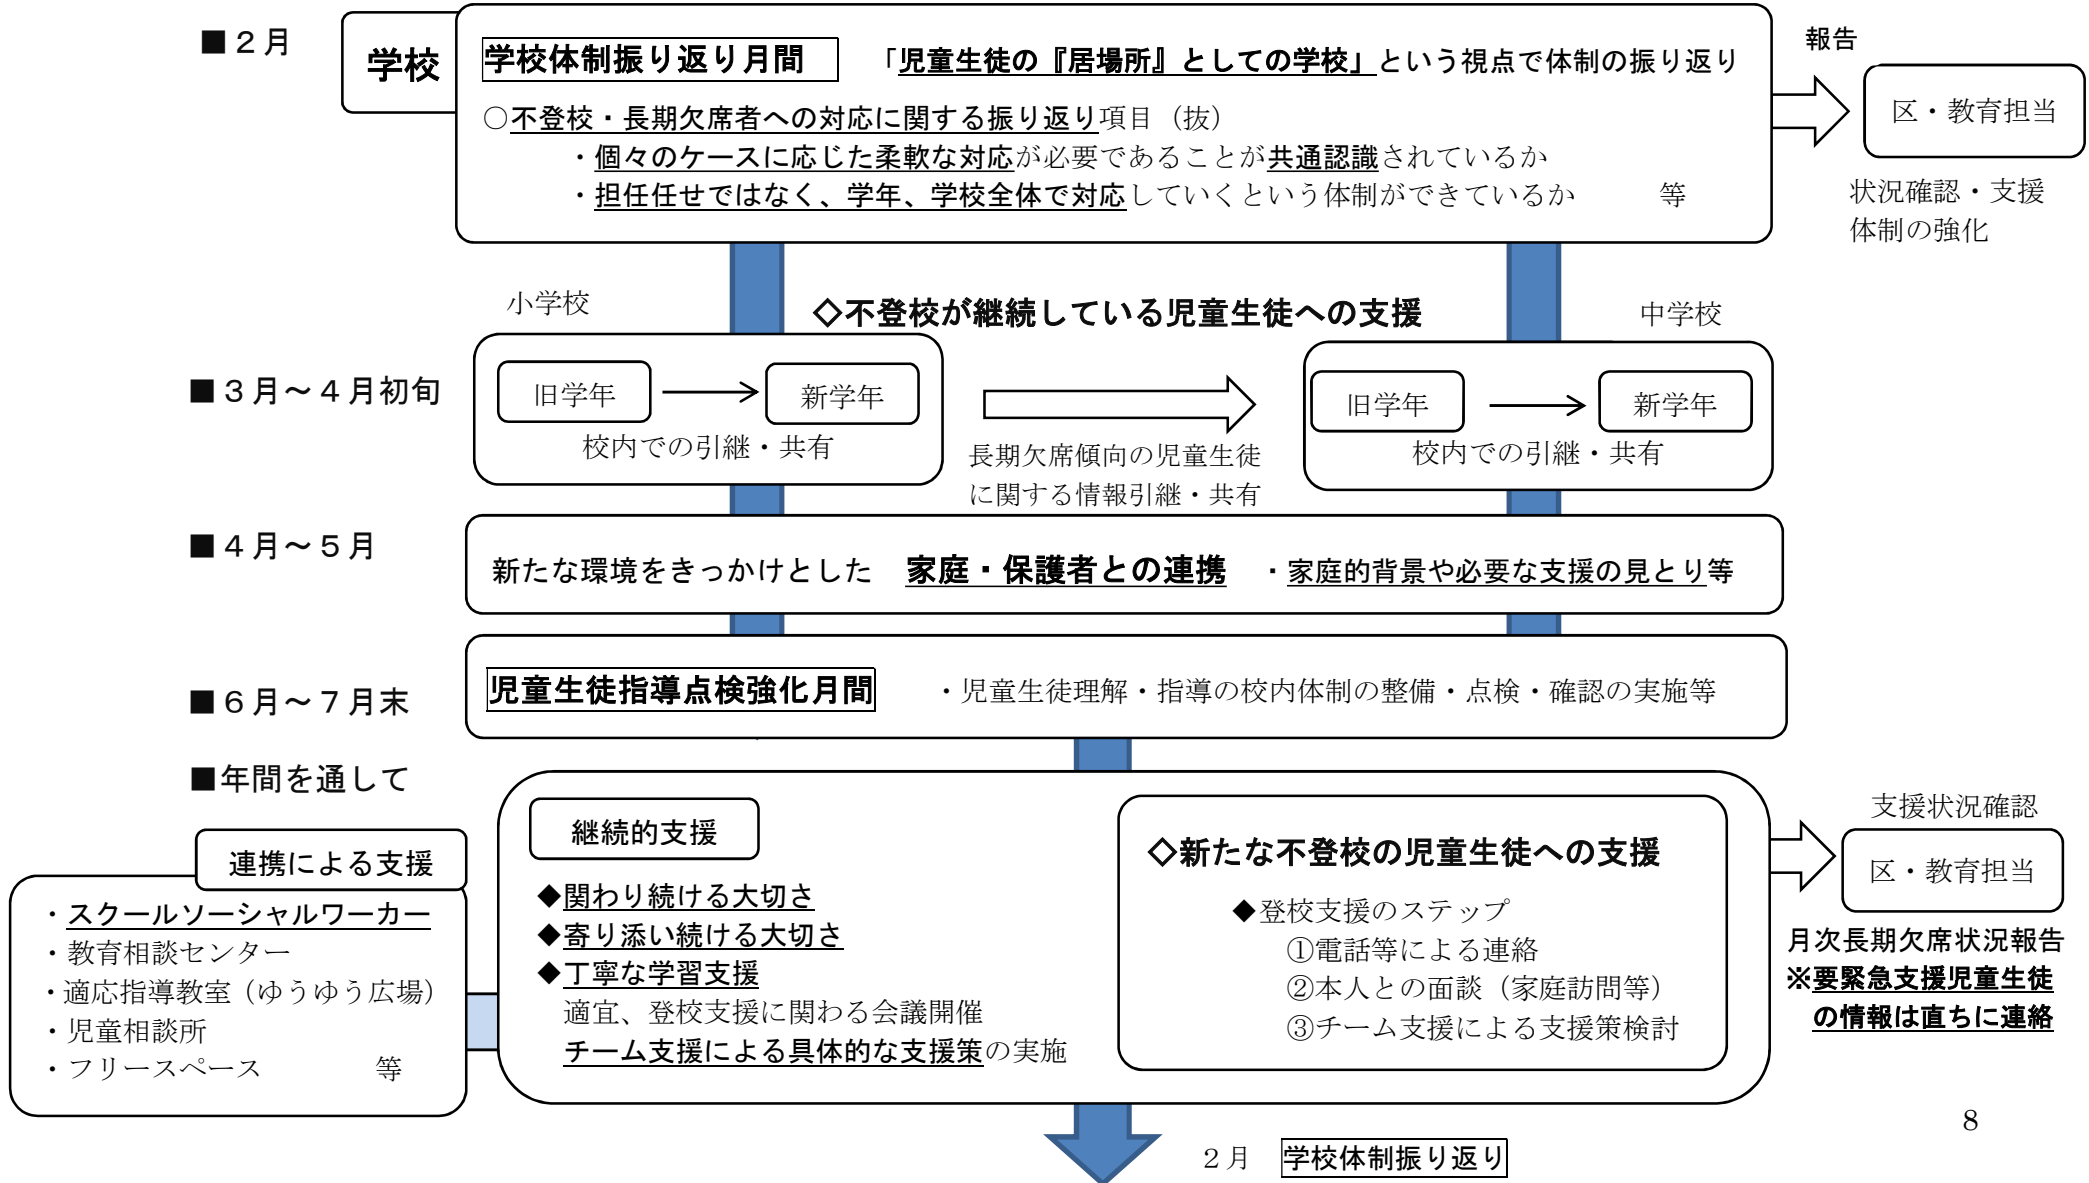 ■２月
学校
学校体制振り返り月間 「児童生徒の『居場所』としての学校」という視点で体制の振り返り
○不登校・長期欠席者への対応に関する振り返り項目（抜）
・個々のケースに応じた柔軟な対応が必要であることが共通認識されているか
・担任任せではなく、学年、学校全体で対応していくという体制ができているか 等
報告
区・教育担当
状況確認・支援
体制の強化
小学校
◇不登校が継続している児童生徒への支援
中学校
■３月～４月初旬
旧学年 新学年
校内での引継・共有
長期欠席傾向の児童生徒
に関する情報引継・共有
旧学年 新学年
校内での引継・共有
■４月～５月
新たな環境をきっかけとした 家庭・保護者との連携 ・家庭的背景や必要な支援の見とり等
■６月～７月末
児童生徒指導点検強化月間 ・児童生徒理解・指導の校内体制の整備・点検・確認の実施等
■年間を通して
連携による支援
・スクールソーシャルワーカー
・教育相談センター
・適応指導教室（ゆうゆう広場）
・児童相談所
・フリースペース 等
継続的支援
◆関わり続ける大切さ
◆寄り添い続ける大切さ
◆丁寧な学習支援
適宜、登校支援に関わる会議開催
チーム支援による具体的な支援策の実施
◇新たな不登校の児童生徒への支援
◆登校支援のステップ
①電話等による連絡
②本人との面談（家庭訪問等）
③チーム支援による支援策検討
支援状況確認
区・教育担当
月次長期欠席状況報告
※要緊急支援児童生徒
の情報は直ちに連絡
２月 学校体制振り返り
8